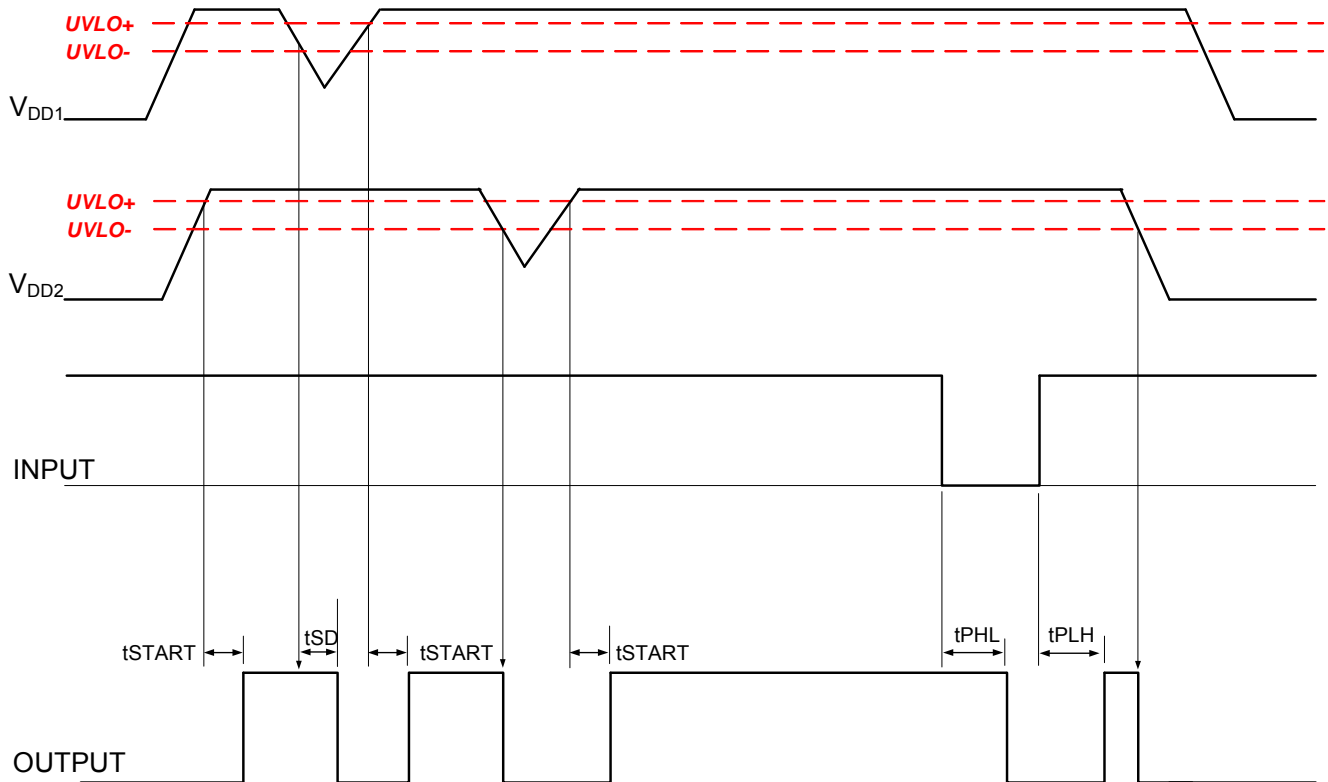 UVLO+
UVLO-
VDD1
UVLO+
UVLO-
VDD2
INPUT
tSTART
tSD
tSTART
tSTART
tPHL
tPLH
OUTPUT